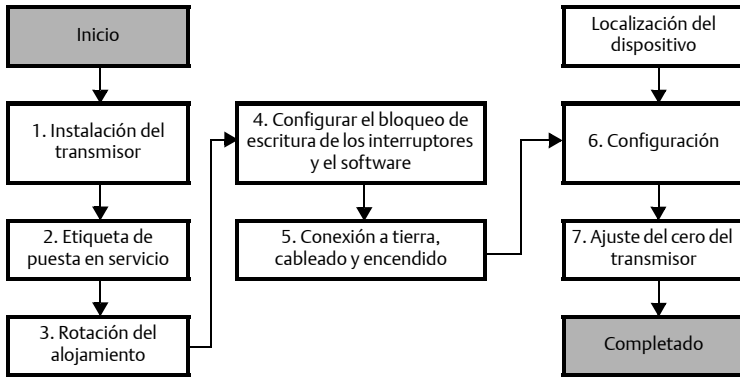 Inicio
1. Instalación del
transmisor
2. Etiqueta de
puesta en servicio
3. Rotación del
alojamiento
4. Configurar el bloqueo de
escritura de los interruptores
y el software
5. Conexión a tierra,
cableado y encendido
Localización del
dispositivo
6. Configuración
7. Ajuste del cero del
transmisor
Completado